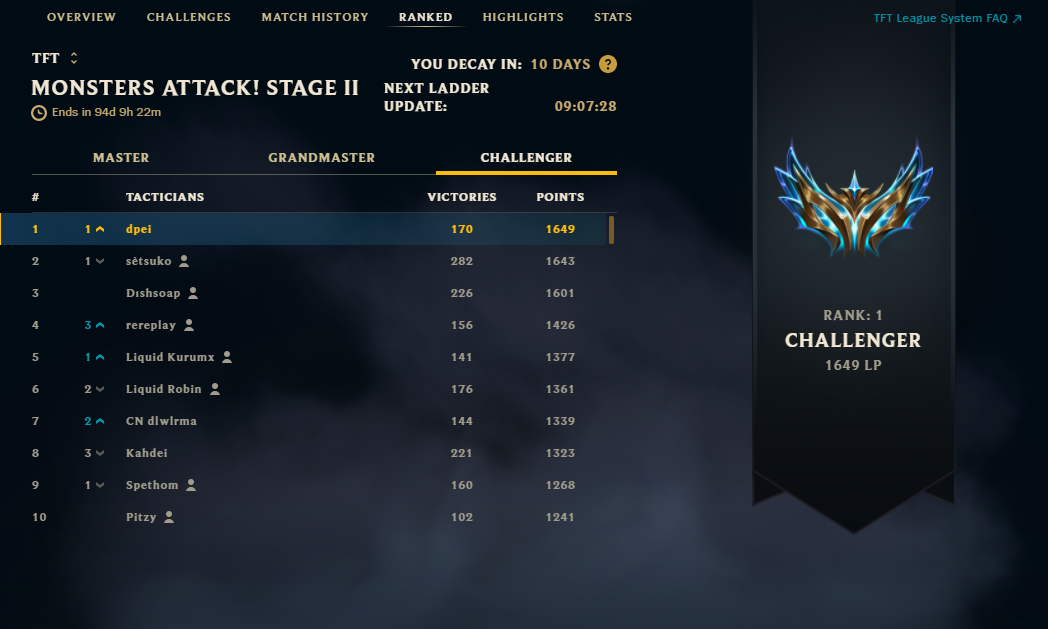 OVERVIEW CHALLENGES MATCH HISTORY RANKED HIGHLIGHTS STATS
TFT League System FAQ ↗
TFT
MONSTERS ATTACK! STAGE II
Ends in 94d 9h 22m
YOU DECAY IN: 10 DAYS ?
NEXT LADDER
UPDATE: 09:07:28
MASTER GRANDMASTER CHALLENGER
# TACTICIANS VICTORIES POINTS
1 1 dpei 170 1649
2 1 sètsuko 282 1643
3 Dıshsoap 226 1601
4 3 rereplay 156 1426
5 1 Liquid Kurumx 141 1377
6 2 Liquid Robin 176 1361
7 2 CN dlwlrma 144 1339
8 3 Kahdei 221 1323
9 1 Spethom 160 1268
10 Pitzy 102 1241
RANK: 1
CHALLENGER
1649 LP